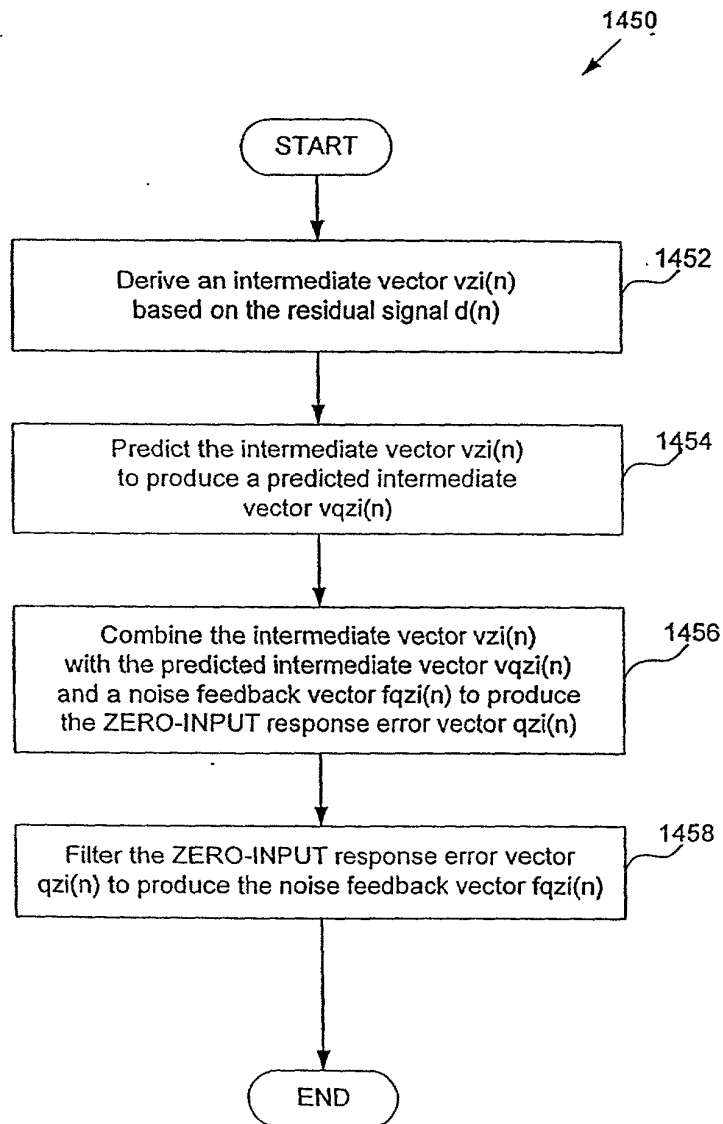 1450
START
Derive an intermediate vector vzi(n)
based on the residual signal d(n)
1452
Predict the intermediate vector vzi(n)
to produce a predicted intermediate
vector vqzi(n)
1454
Combine the intermediate vector vzi(n)
with the predicted intermediate vector vqzi(n)
and a noise feedback vector fqzi(n) to produce
the ZERO-INPUT response error vector qzi(n)
1456
Filter the ZERO-INPUT response error vector
qzi(n) to produce the noise feedback vector fqzi(n)
1458
END